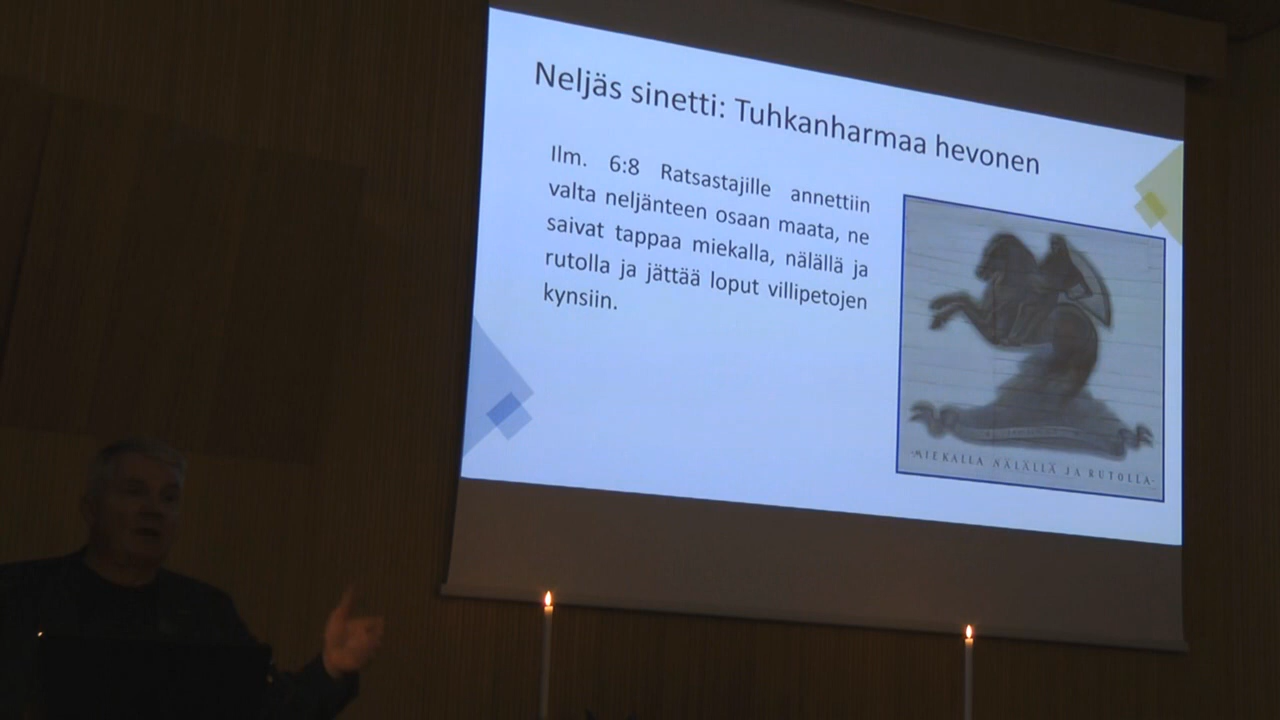 Neljäs sinetti: Tuhkanharmaa hevonen
Ilm. 6:8 Ratsastajille annettiin
valta neljänteen osaan maata, ne
saivat tappaa miekalla, nälällä ja
rutolla ja jättää loput villipetojen
kynsiin.
·MIEKALLA NÄLÄLLÄ JA RUTOLLA·